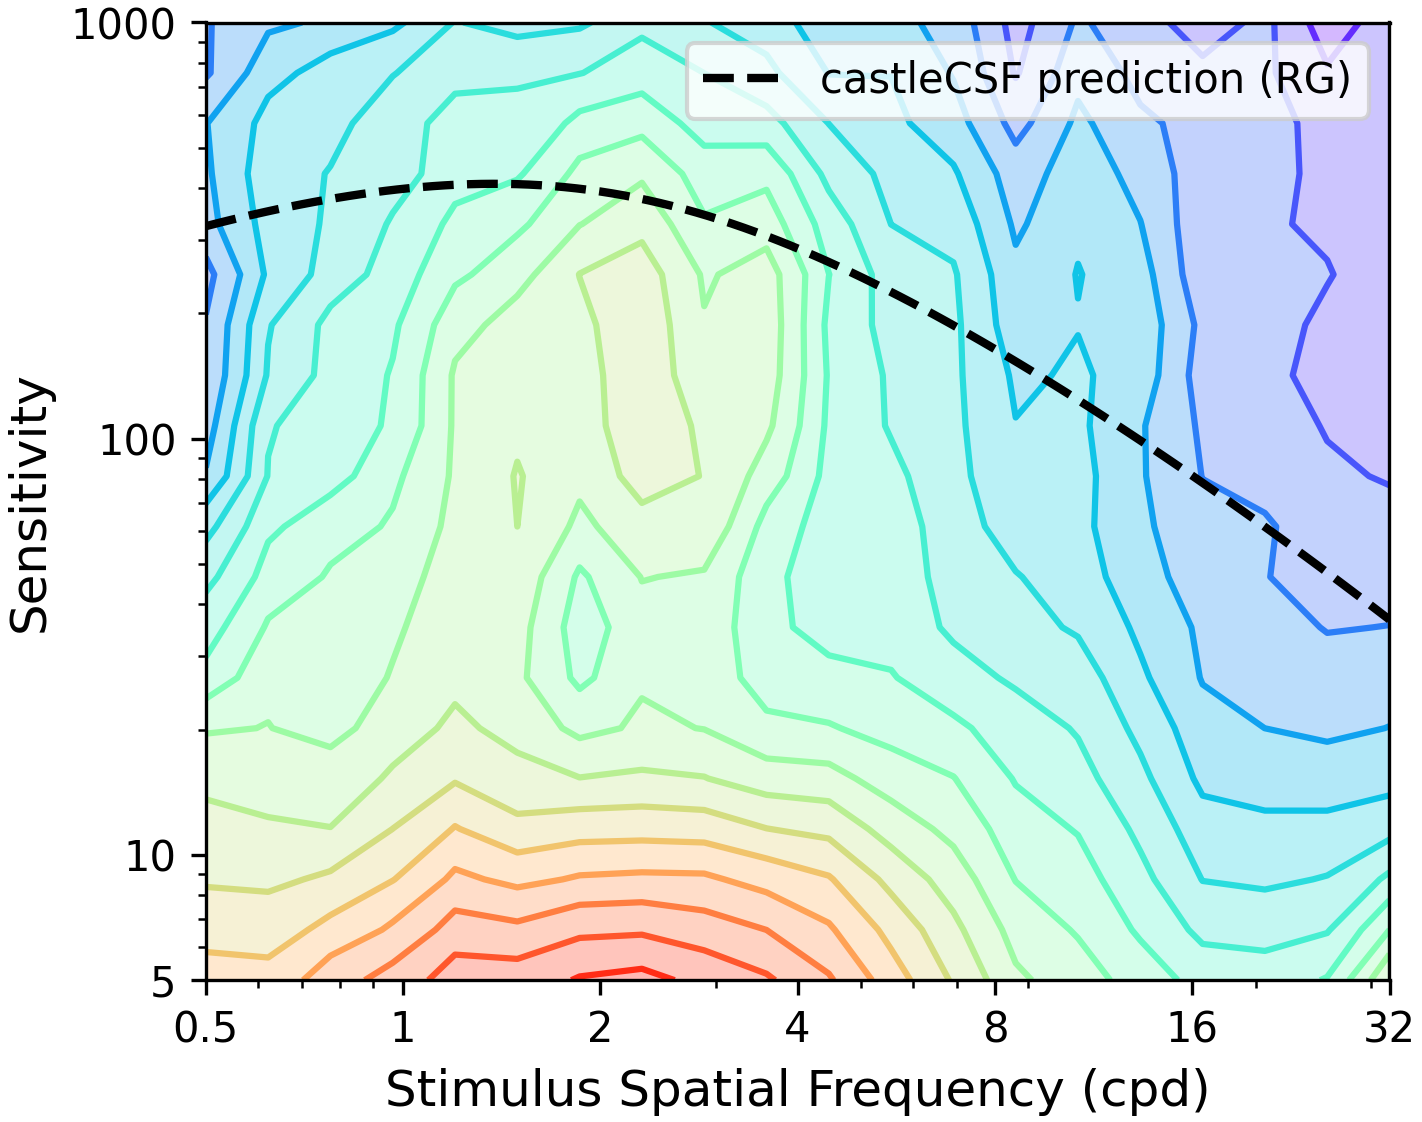 1000
castleCSF prediction (RG)
Sensitivity
100
10
5
0.5 1 2 4 8 16 32
Stimulus Spatial Frequency (cpd)